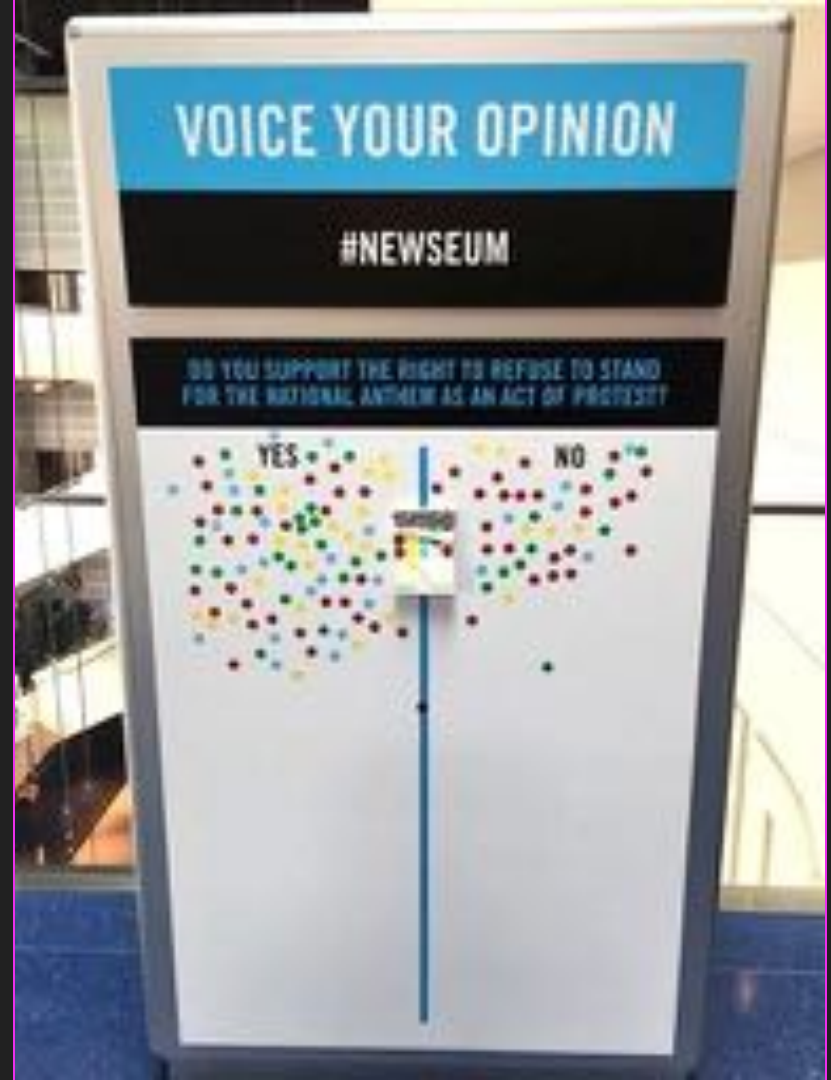 VOICE YOUR OPINION
#NEWSEUM
DO YOU SUPPORT THE RIGHT TO REFUSE TO STAND
FOR THE NATIONAL ANTHEM AS AN ACT OF PROTEST?
YES
NO